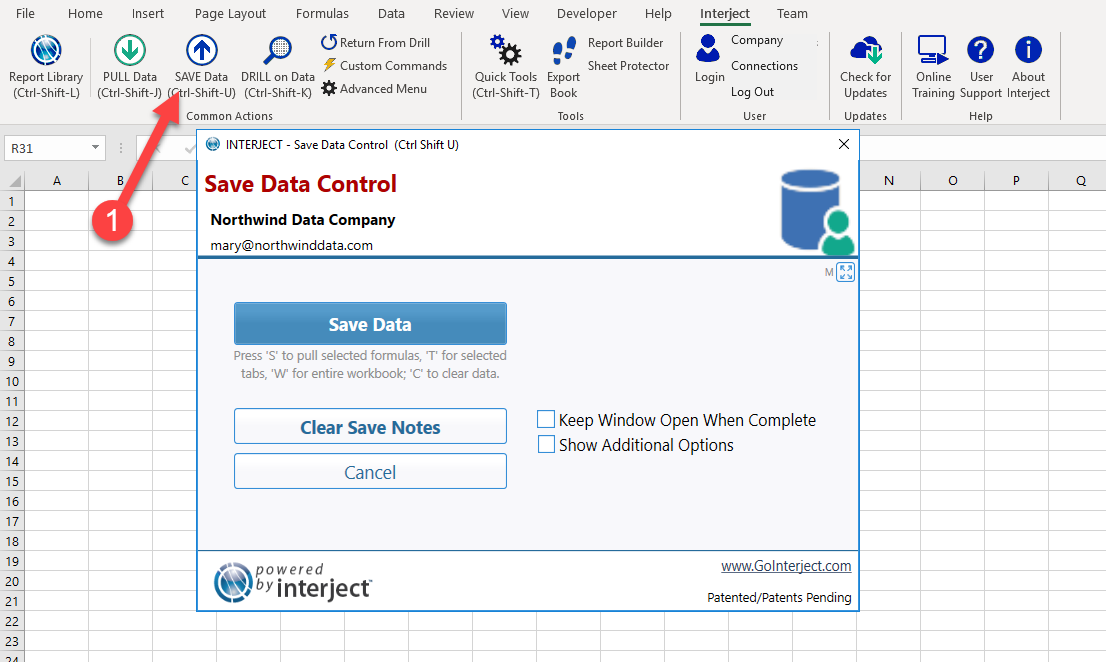 File Home Insert Page Layout Formulas Data Review View Developer Help Interject Team
Report Library
(Ctrl-Shift-L)
PULL Data
(Ctrl-Shift-J)
SAVE Data
(Ctrl-Shift-U)
DRILL on Data
(Ctrl-Shift-K)
Return From Drill
Custom Commands
Advanced Menu
Common Actions
Quick Tools
(Ctrl-Shift-T)
Export
Book
Report Builder
Sheet Protector
Tools
Login
Company :
Connections
Log Out
User
Check for
Updates
Updates
Online
Training
User
Support
About
Interject
Help
1
R31
A B C N O P Q
INTERJECT - Save Data Control (Ctrl Shift U)
Save Data Control
Northwind Data Company
mary@northwinddata.com
M
Save Data
Press 'S' to pull selected formulas, 'T' for selected
tabs, 'W' for entire workbook; 'C' to clear data.
Clear Save Notes
Cancel
Keep Window Open When Complete
Show Additional Options
powered
by interject™
www.GoInterject.com
Patented/Patents Pending
1
2
3
4
5
6
7
8
9
10
11
12
13
14
15
16
17
18
19
20
21
22
23
24